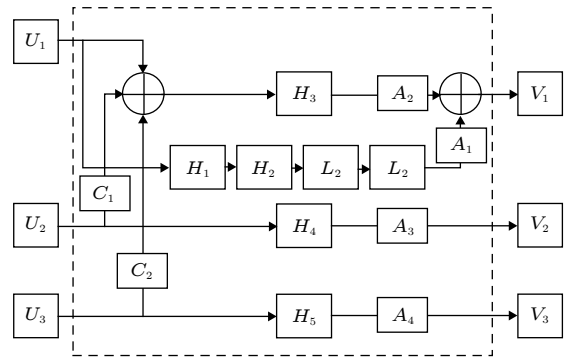 U₁
H₃
A₂
V₁
A₁
H₁
H₂
L₂
L₂
C₁
U₂
H₄
A₃
V₂
C₂
U₃
H₅
A₄
V₃